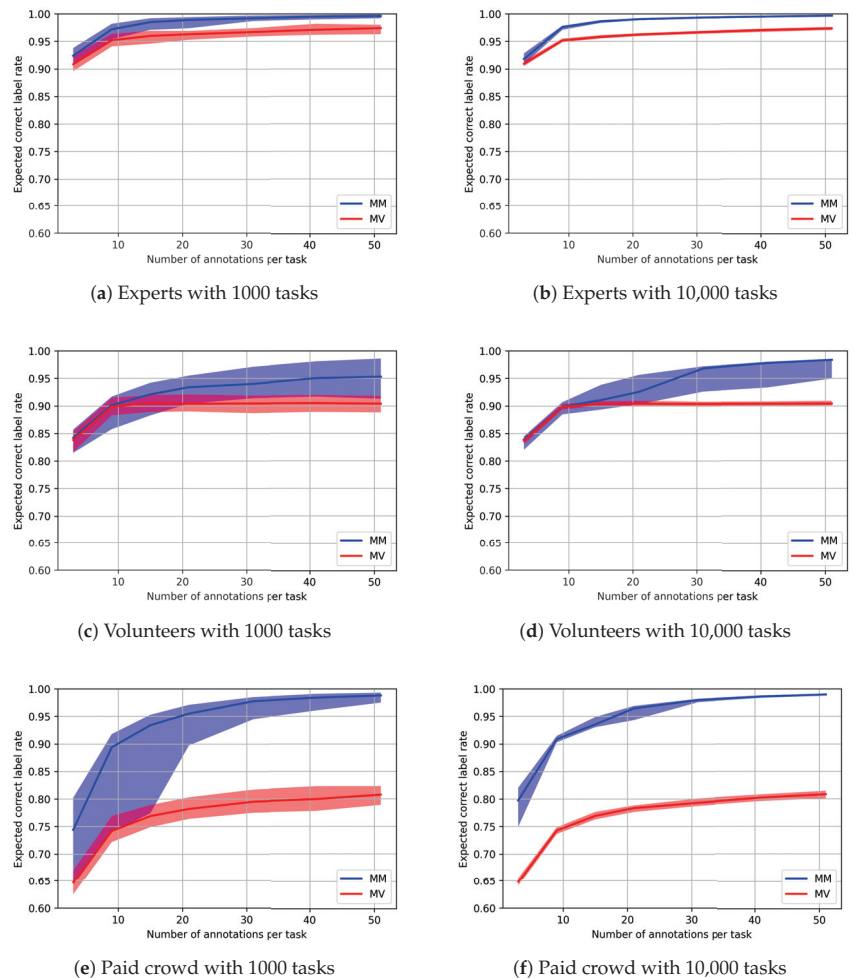 1.00
0.95
0.90
0.85
0.80
0.75
0.70
0.65
0.60
Expected correct label rate
MM
MV
10 20 30 40 50
Number of annotations per task
(a) Experts with 1000 tasks
1.00
0.95
0.90
0.85
0.80
0.75
0.70
0.65
0.60
Expected correct label rate
MM
MV
10 20 30 40 50
Number of annotations per task
(b) Experts with 10,000 tasks
1.00
0.95
0.90
0.85
0.80
0.75
0.70
0.65
0.60
Expected correct label rate
MM
MV
10 20 30 40 50
Number of annotations per task
(c) Volunteers with 1000 tasks
1.00
0.95
0.90
0.85
0.80
0.75
0.70
0.65
0.60
Expected correct label rate
MM
MV
10 20 30 40 50
Number of annotations per task
(d) Volunteers with 10,000 tasks
1.00
0.95
0.90
0.85
0.80
0.75
0.70
0.65
0.60
Expected correct label rate
MM
MV
10 20 30 40 50
Number of annotations per task
(e) Paid crowd with 1000 tasks
1.00
0.95
0.90
0.85
0.80
0.75
0.70
0.65
0.60
Expected correct label rate
MM
MV
10 20 30 40 50
Number of annotations per task
(f) Paid crowd with 10,000 tasks